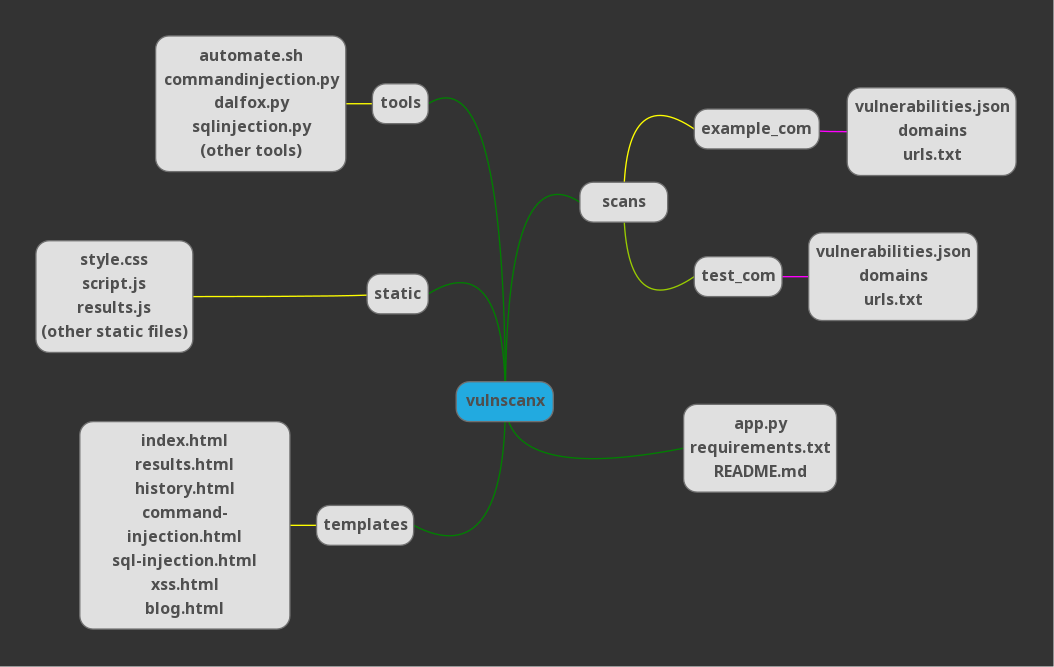 automate.sh
commandinjection.py
dalfox.py
sqlinjection.py
(other tools)
tools
example_com
vulnerabilities.json
domains
urls.txt
scans
test_com
vulnerabilities.json
domains
urls.txt
style.css
script.js
results.js
(other static files)
static
vulnscanx
app.py
requirements.txt
README.md
index.html
results.html
history.html
command-
injection.html
sql-injection.html
xss.html
blog.html
templates